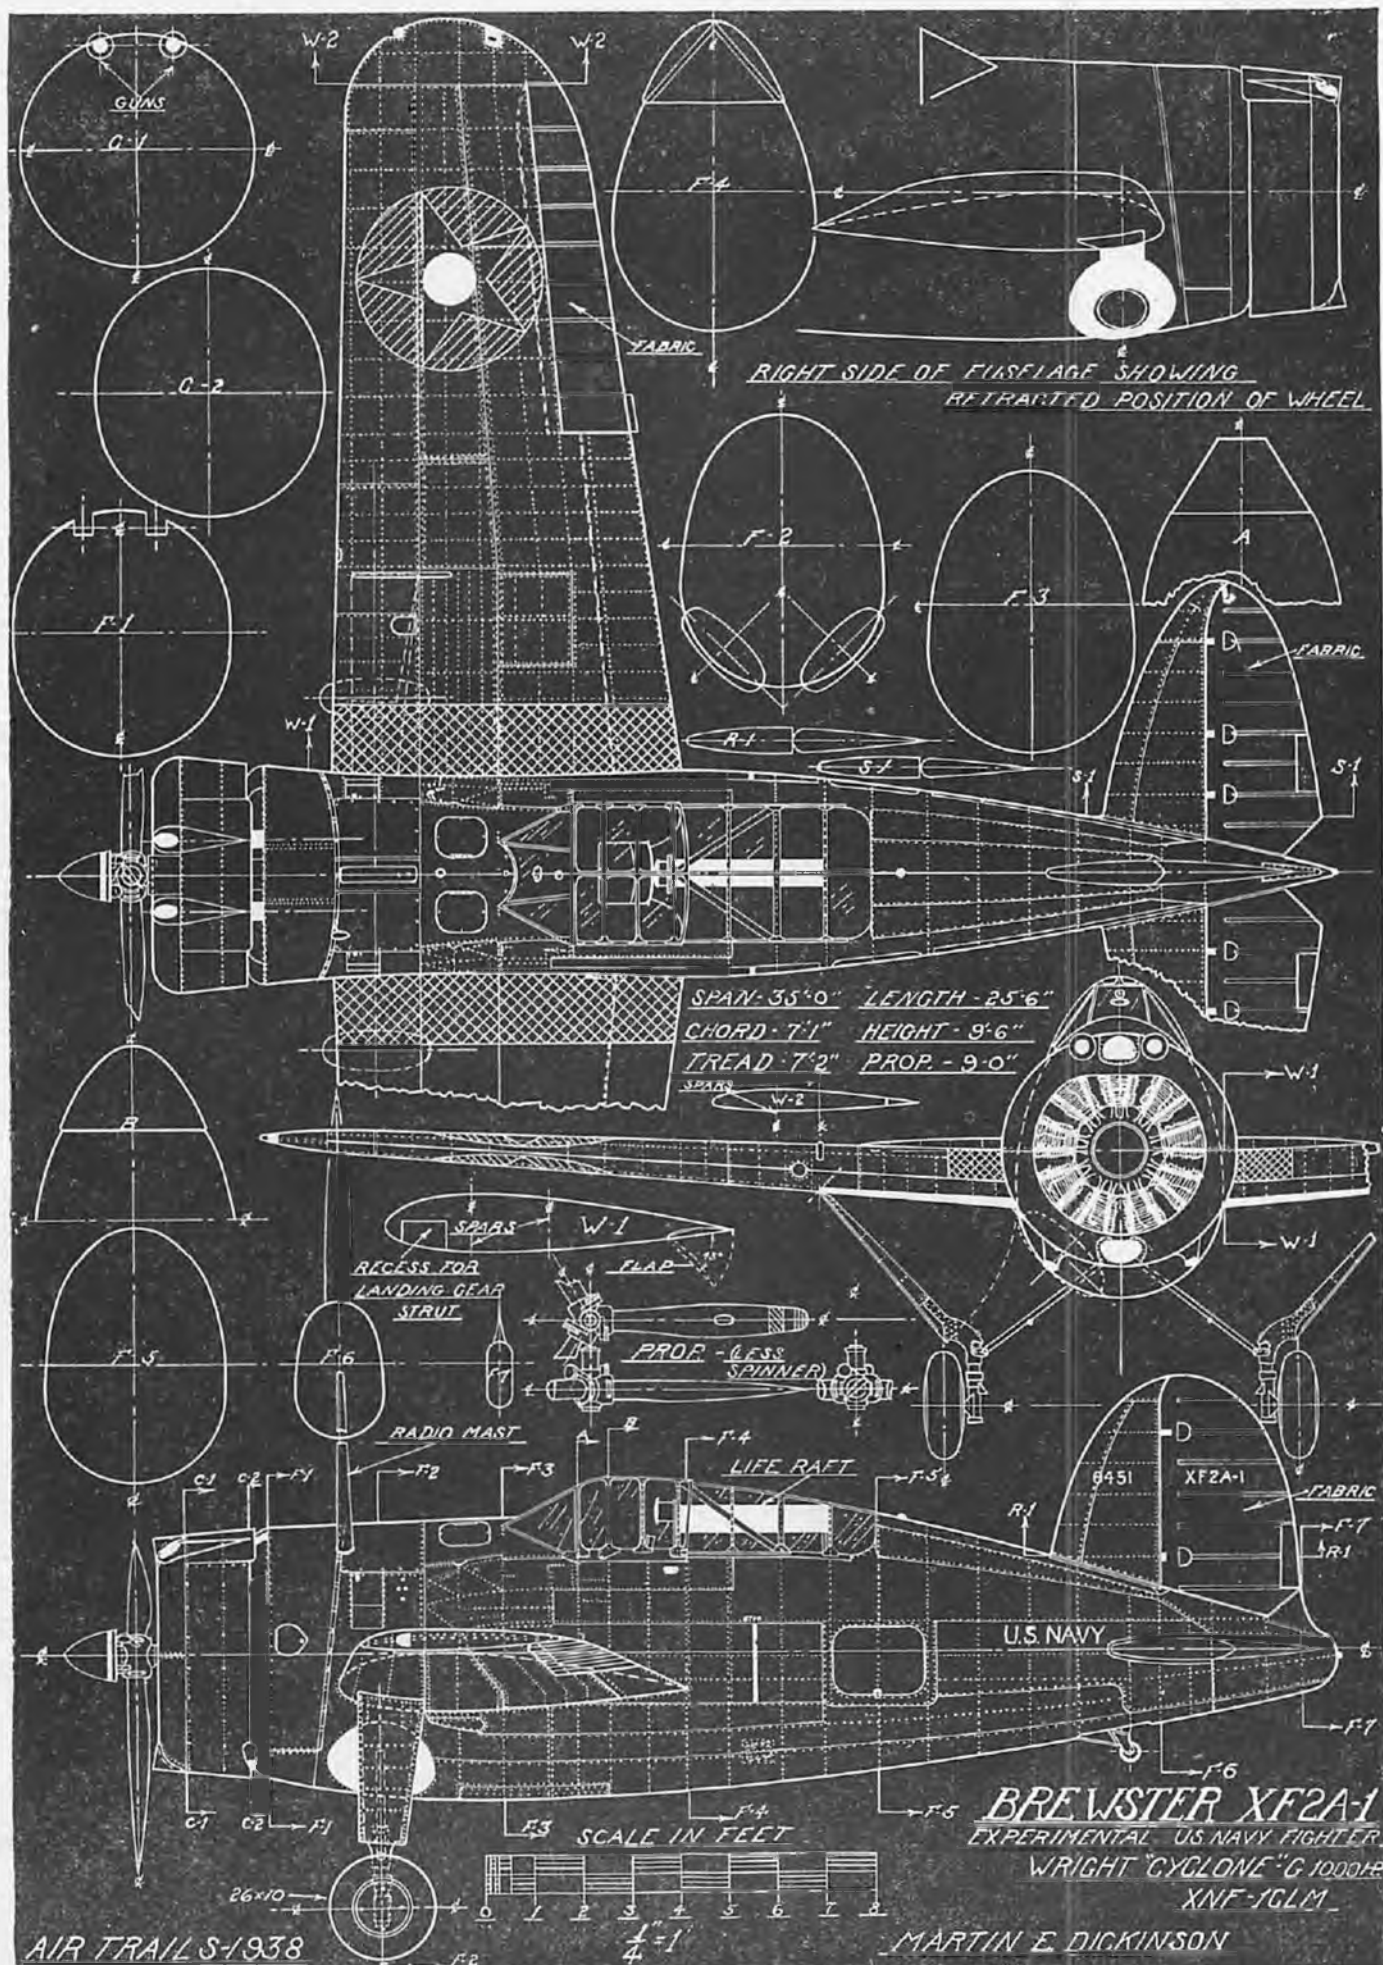 W-2 W-2
GUNS
C-1
F-4
FABRIC
RIGHT SIDE OF FUSELAGE SHOWING
RETRACTED POSITION OF WHEEL
C-2
F-2
A
F-1
F-3
FABRIC
W-1
R-1
S-1
S-1
S-1
SPAN-35'-0" LENGTH-25'6"
CHORD-7'1" HEIGHT-9'-6"
TREAD-7'-2" PROP.-9'-0"
SPARS
W-2
W-1
B
SPARS
W-1
W-1
75°
RECESS FOR
LANDING GEAR
STRUT
FLAP
F-5
F-6
F-7
PROP.-(LESS
SPINNER)
RADIO MAST
A B
F-4
LIFE RAFT
C-1 C-2 F-1 F-2 F-3
F-5
8451 XF2A-1
FABRIC
R-1
F-7
R-1
STEP
U.S. NAVY
F-7
F-6
C-1 C-2 F-1 F-3 F-4 F-5
BREWSTER XF2A-1
EXPERIMENTAL US NAVY FIGHTER
WRIGHT "CYCLONE" G 1000HP
XNF-1GLM
SCALE IN FEET
26x10
0 1 2 3 4 5 6 7 8
1/4"=1'
AIR TRAILS-1938
F-2
MARTIN E DICKINSON